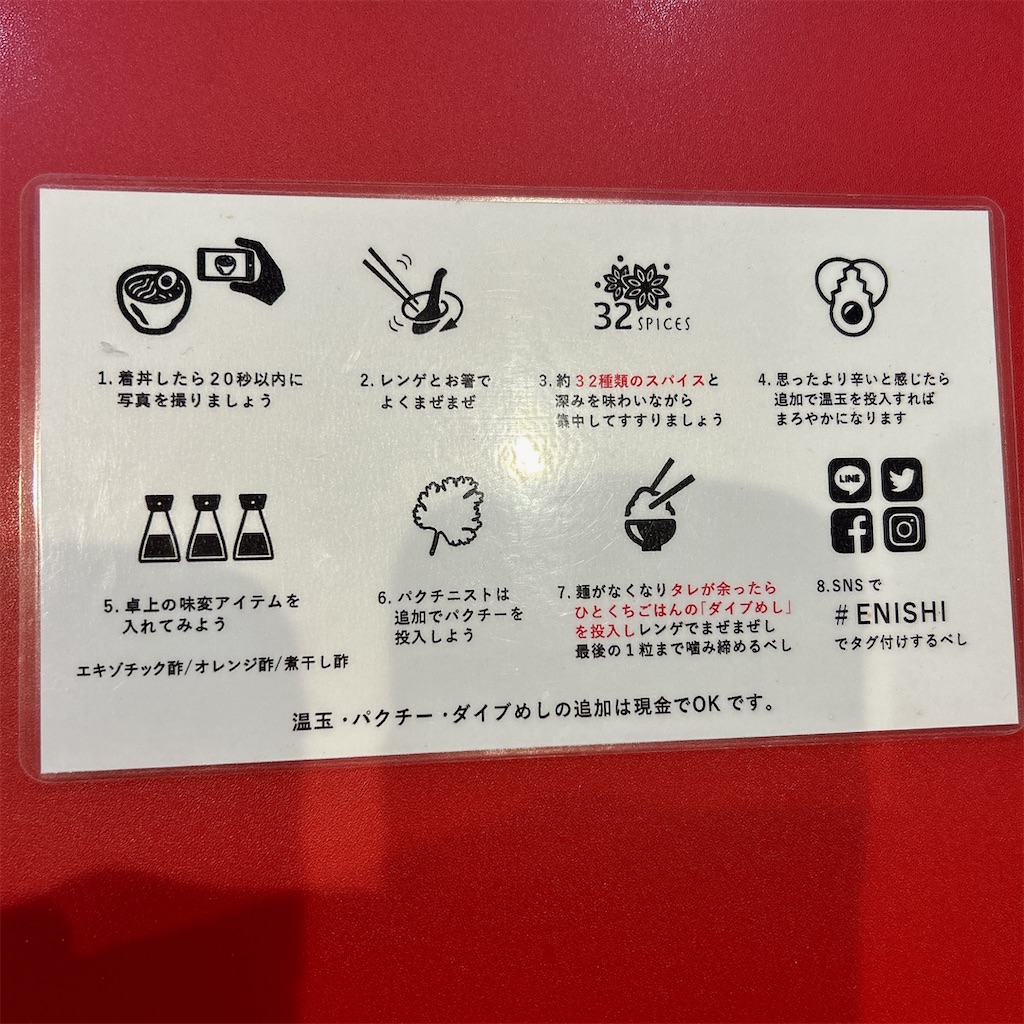 32 SPICES
1. 着丼したら20秒以内に
写真を撮りましょう
2. レンゲとお箸で
よくまぜまぜ
3. 約32種類のスパイスと
深みを味わいながら
集中してすすりましょう
4. 思ったより辛いと感じたら
追加で温玉を投入すれば
まろやかになります
LINE
5. 卓上の味変アイテムを
入れてみよう
エキゾチック酢/オレンジ酢/煮干し酢
6. パクチニストは
追加でパクチーを
投入しよう
7. 麺がなくなりタレが余ったら
ひとくちごはんの「ダイブめし」
を投入しレンゲでまぜまぜし
最後の1粒まで噛み締めるべし
8. SNSで
# ENISHI
でタグ付けするべし
温玉・パクチー・ダイブめしの追加は現金でOKです。